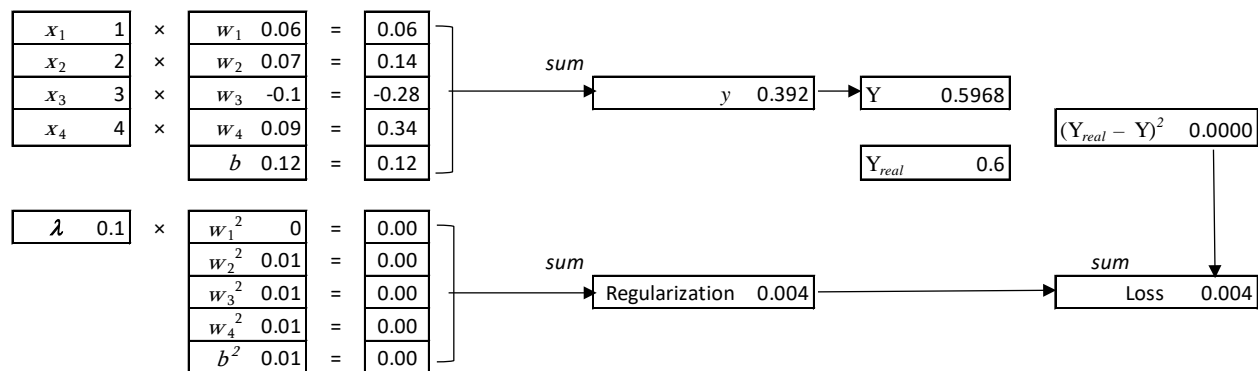 x₁ 1 × w₁ 0.06 = 0.06
x₂ 2 × w₂ 0.07 = 0.14 sum
x₃ 3 × w₃ -0.1 = -0.28 y 0.392 Y 0.5968
x₄ 4 × w₄ 0.09 = 0.34 (Y_real – Y)² 0.0000
b 0.12 = 0.12 Y_real 0.6
λ 0.1 × w₁² 0 = 0.00
w₂² 0.01 = 0.00 sum sum
w₃² 0.01 = 0.00 Regularization 0.004 Loss 0.004
w₄² 0.01 = 0.00
b² 0.01 = 0.00